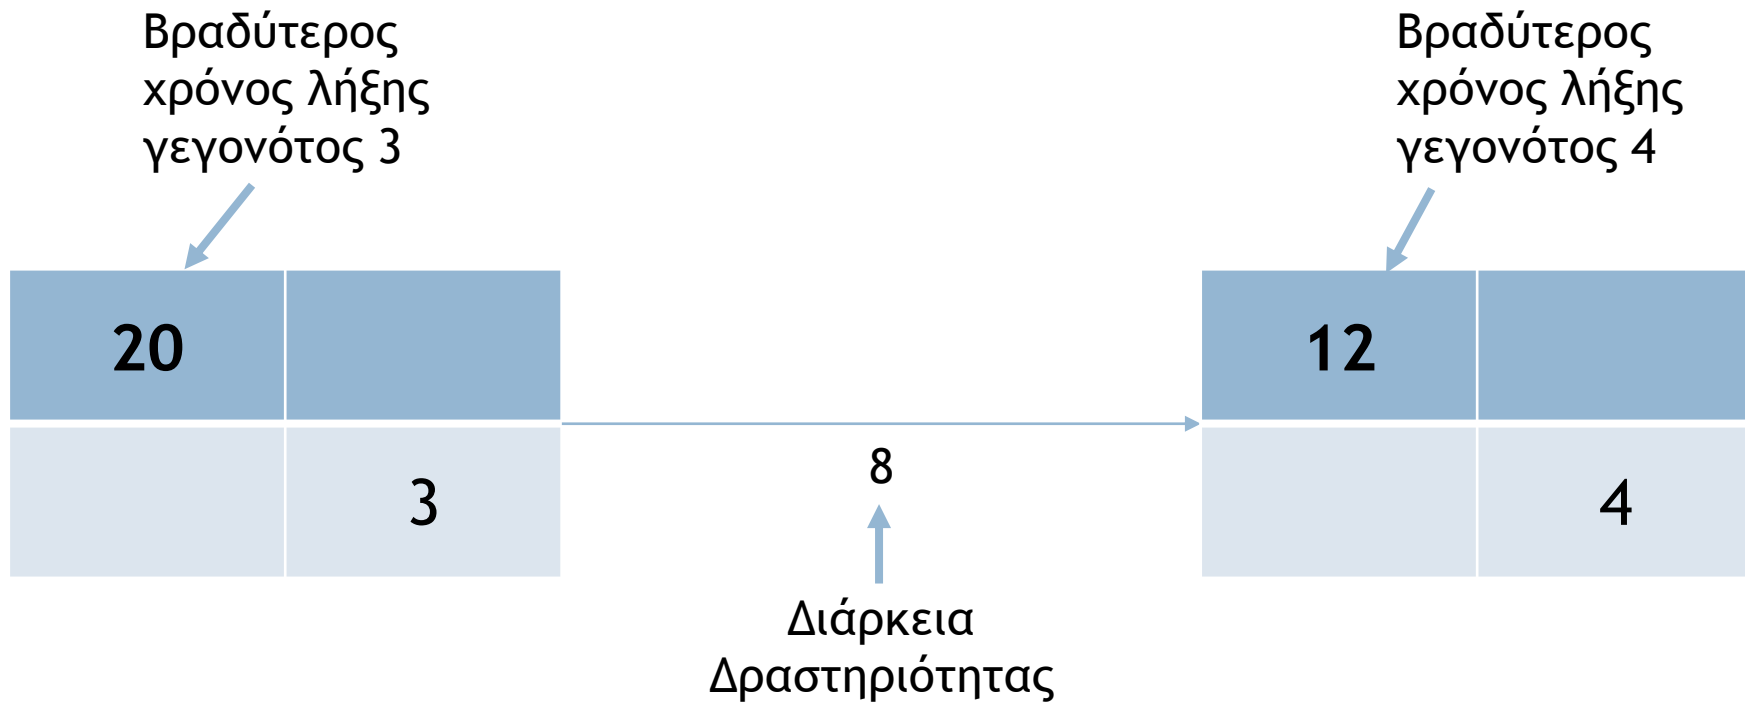 Βραδύτερος
χρόνος λήξης
γεγονότος 3
Βραδύτερος
χρόνος λήξης
γεγονότος 4
20
12
8
3
4
Διάρκεια
Δραστηριότητας